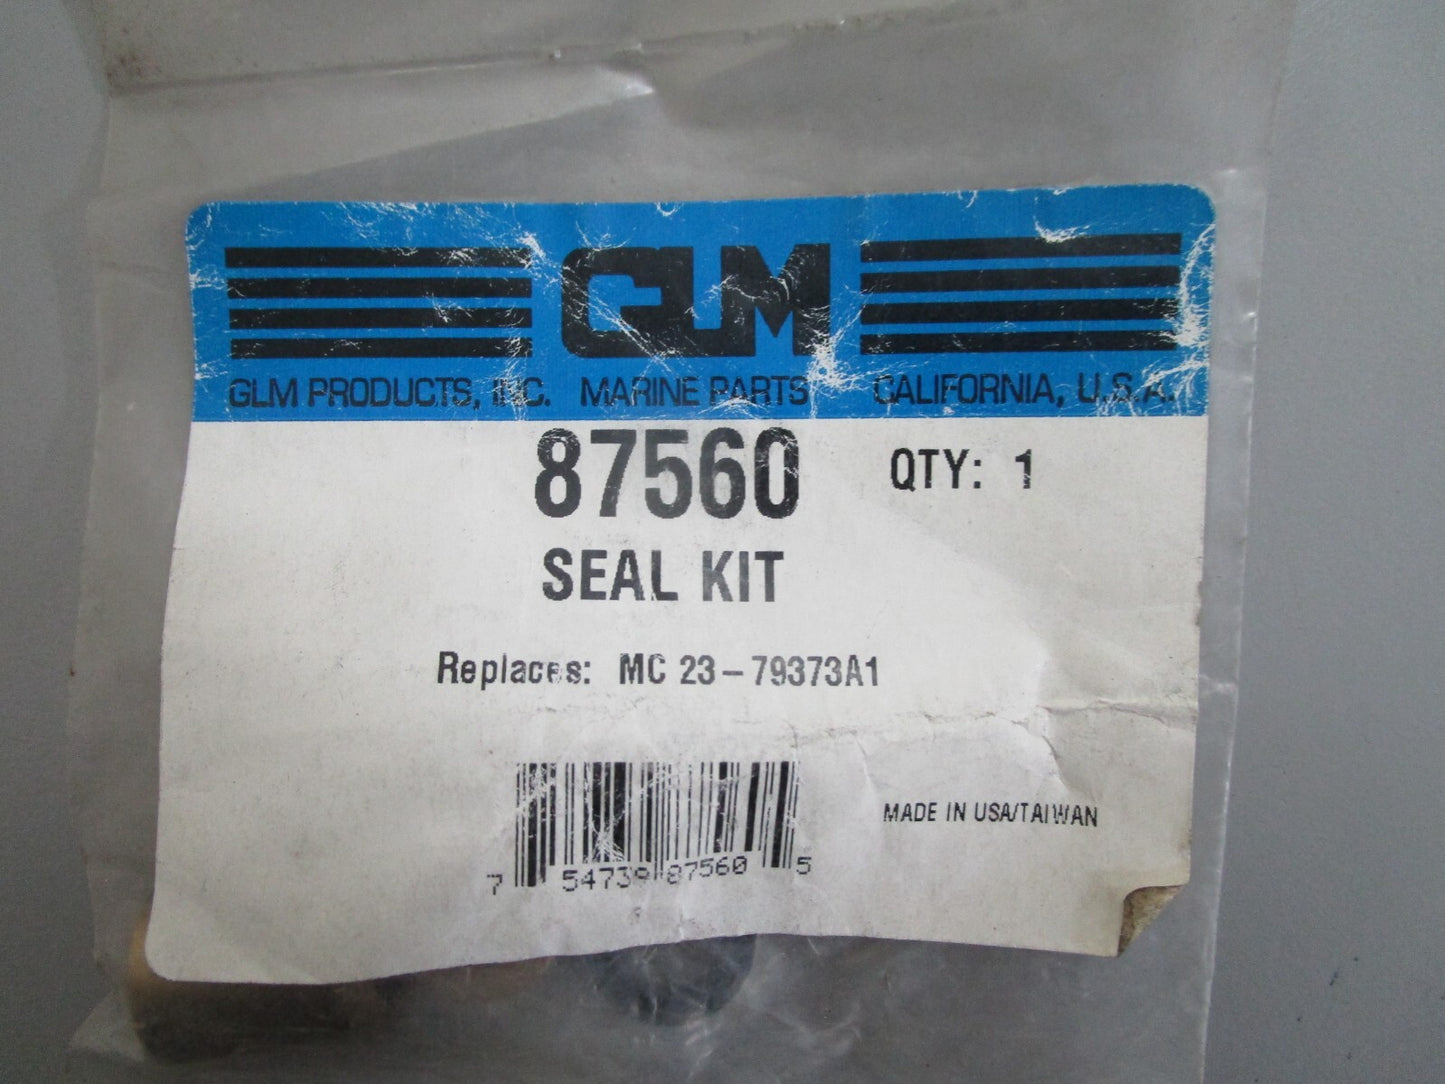 GLM
GLM PRODUCTS, INC. MARINE PARTS CALIFORNIA, U.S.A.
87560 QTY: 1
SEAL KIT
Replaces: MC 23-79373A1
MADE IN USA/TAIWAN
7 54739 87560 5